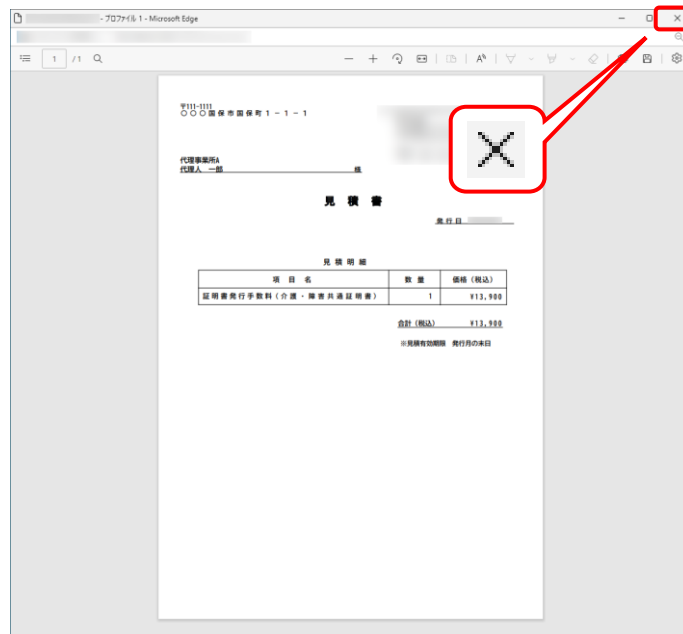 - プロファイル 1 - Microsoft Edge
1 /1
〒111-1111
〇〇〇国保市国保町1-1-1
代理事業所A
代理人 一郎 様
見 積 書
発行日
見積明細
項 目 名 数 量 価格（税込）
証明書発行手数料（介護・障害共通証明書） 1 ¥13,900
合計（税込） ¥13,900
※見積有効期限 発行月の末日